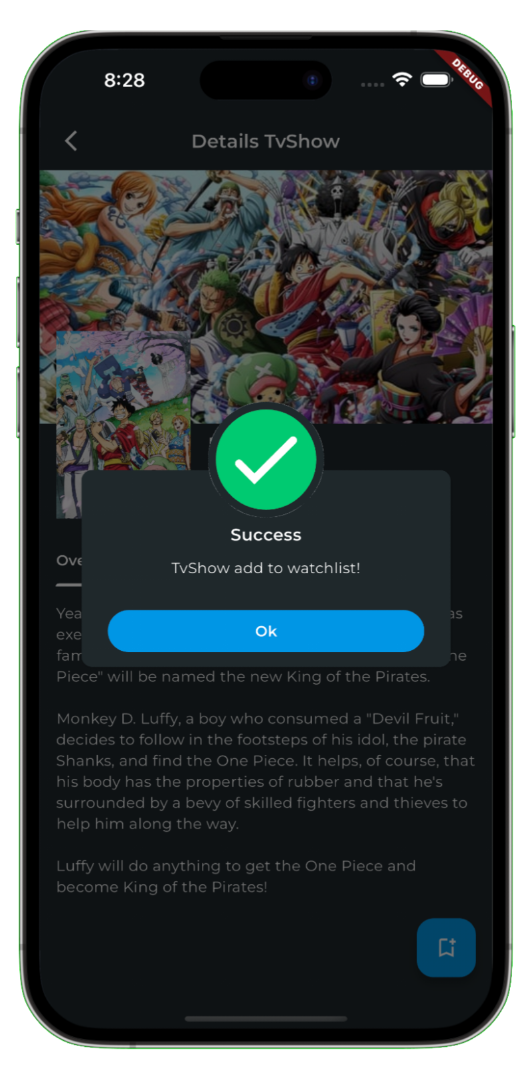 8:28
DEBUG
Details TvShow
Success
TvShow add to watchlist!
Ok
Ove
Yea as
exe
fam he
Piece" will be named the new King of the Pirates.
Monkey D. Luffy, a boy who consumed a "Devil Fruit,"
decides to follow in the footsteps of his idol, the pirate
Shanks, and find the One Piece. It helps, of course, that
his body has the properties of rubber and that he's
surrounded by a bevy of skilled fighters and thieves to
help him along the way.
Luffy will do anything to get the One Piece and
become King of the Pirates!